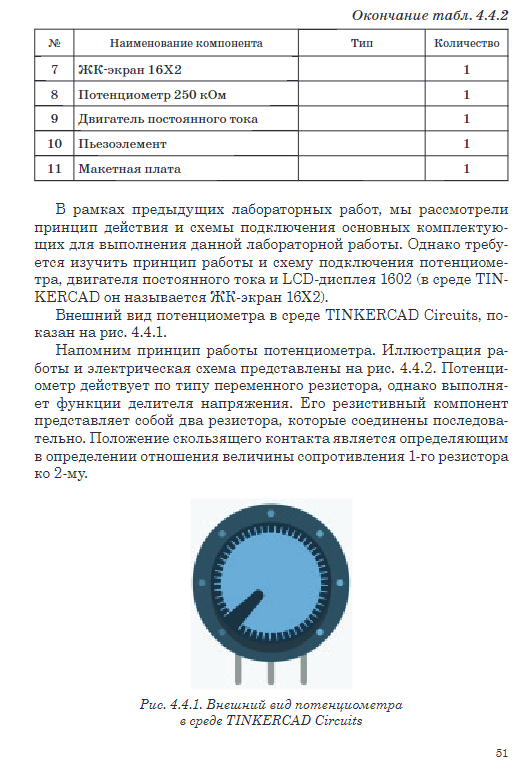 Окончание табл. 4.4.2
№ Наименование компонента Тип Количество
7 ЖК-экран 16X2 1
8 Потенциометр 250 кОм 1
9 Двигатель постоянного тока 1
10 Пьезоэлемент 1
11 Макетная плата 1
В рамках предыдущих лабораторных работ, мы рассмотрели
принцип действия и схемы подключения основных комплектую-
щих для выполнения данной лабораторной работы. Однако требу-
ется изучить принцип работы и схему подключения потенциоме-
тра, двигателя постоянного тока и LCD-дисплея 1602 (в среде TIN-
KERCAD он называется ЖК-экран 16X2).
Внешний вид потенциометра в среде TINKERCAD Circuits, по-
казан на рис. 4.4.1.
Напомним принцип работы потенциометра. Иллюстрация ра-
боты и электрическая схема представлены на рис. 4.4.2. Потенци-
ометр действует по типу переменного резистора, однако выполня-
ет функции делителя напряжения. Его резистивный компонент
представляет собой два резистора, которые соединены последова-
тельно. Положение скользящего контакта является определяющим
в определении отношения величины сопротивления 1-го резистора
ко 2-му.
Рис. 4.4.1. Внешний вид потенциометра
в среде TINKERCAD Circuits
51